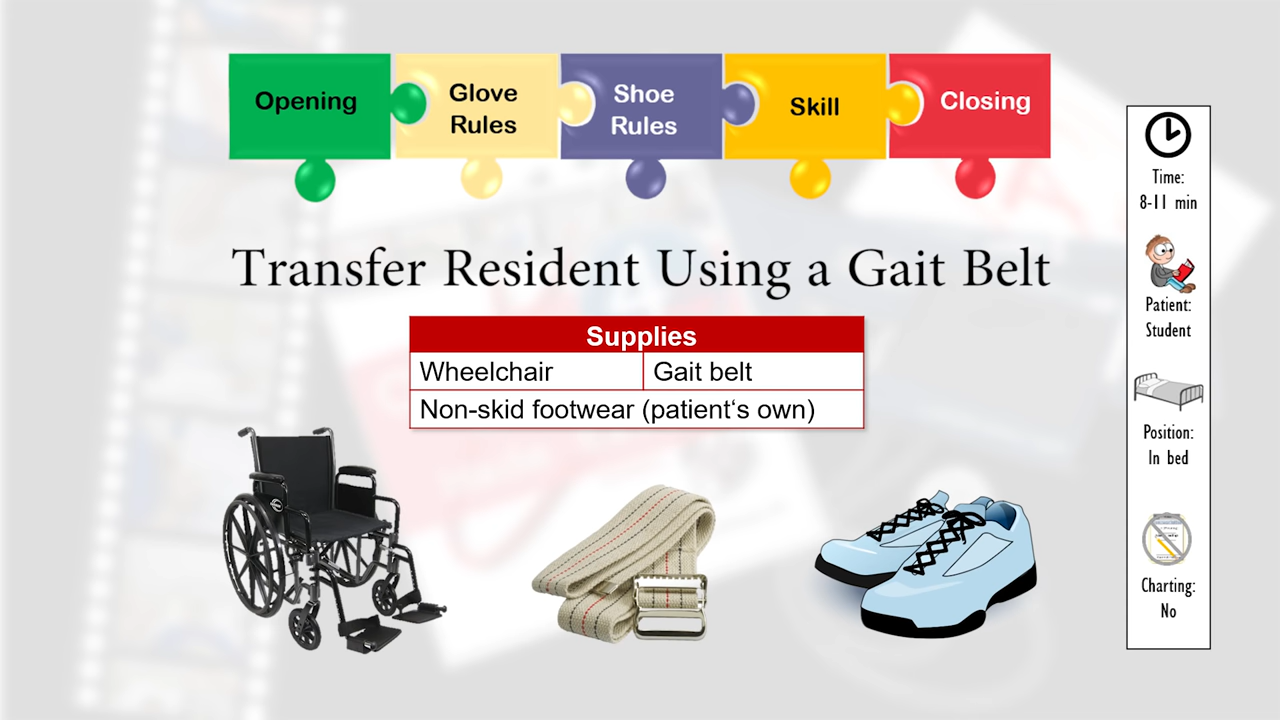 Opening
Glove
Rules
Shoe
Rules
Skill
Closing
Transfer Resident Using a Gait Belt
Supplies
Wheelchair
Gait belt
Non-skid footwear (patient‘s own)
Time:
8-11 min
Patient:
Student
Position:
In bed
Charting:
No